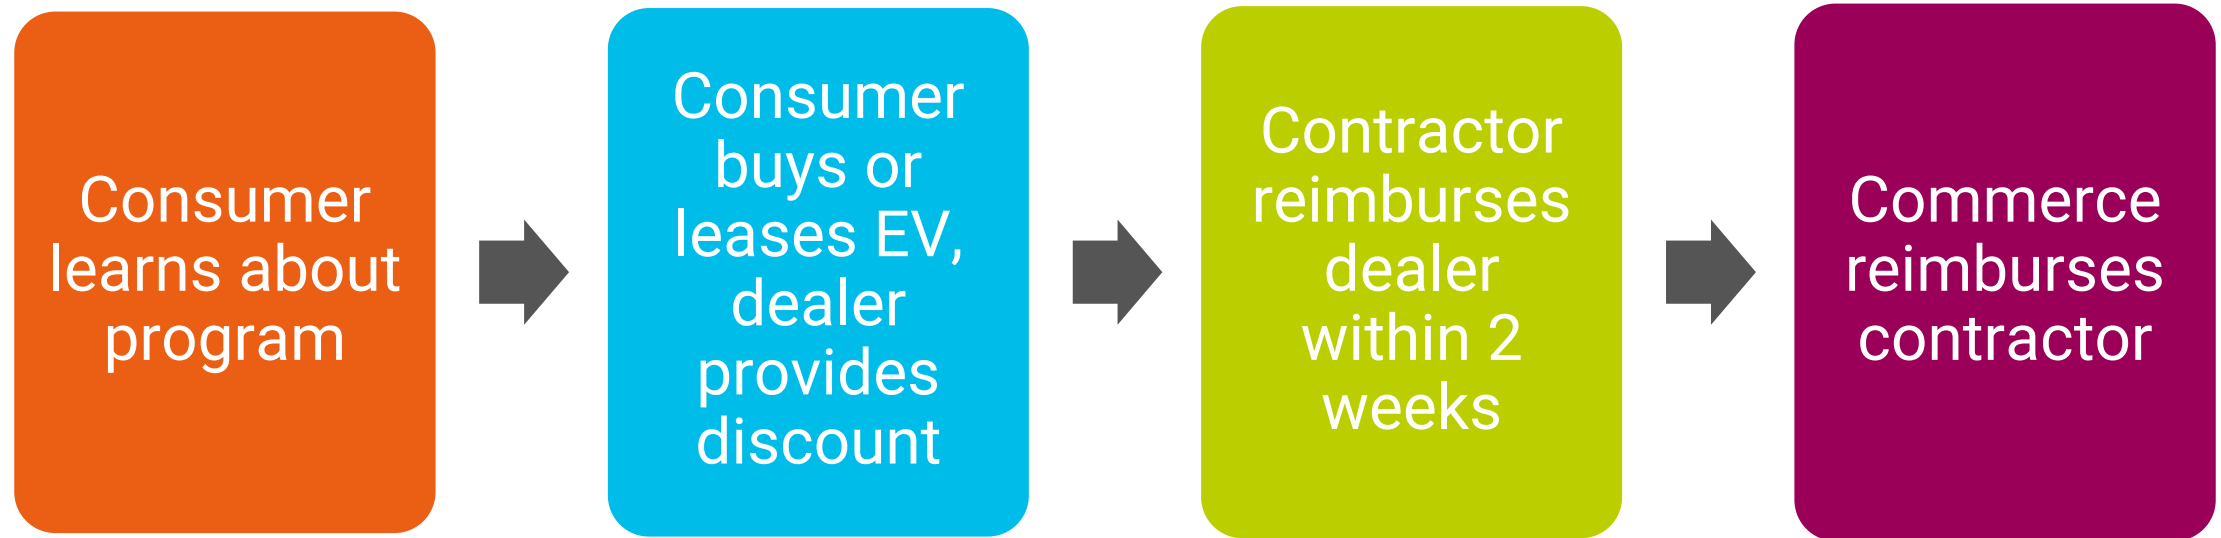 Consumer
learns about
program
Consumer
buys or
leases EV,
dealer
provides
discount
Contractor
reimburses
dealer
within 2
weeks
Commerce
reimburses
contractor